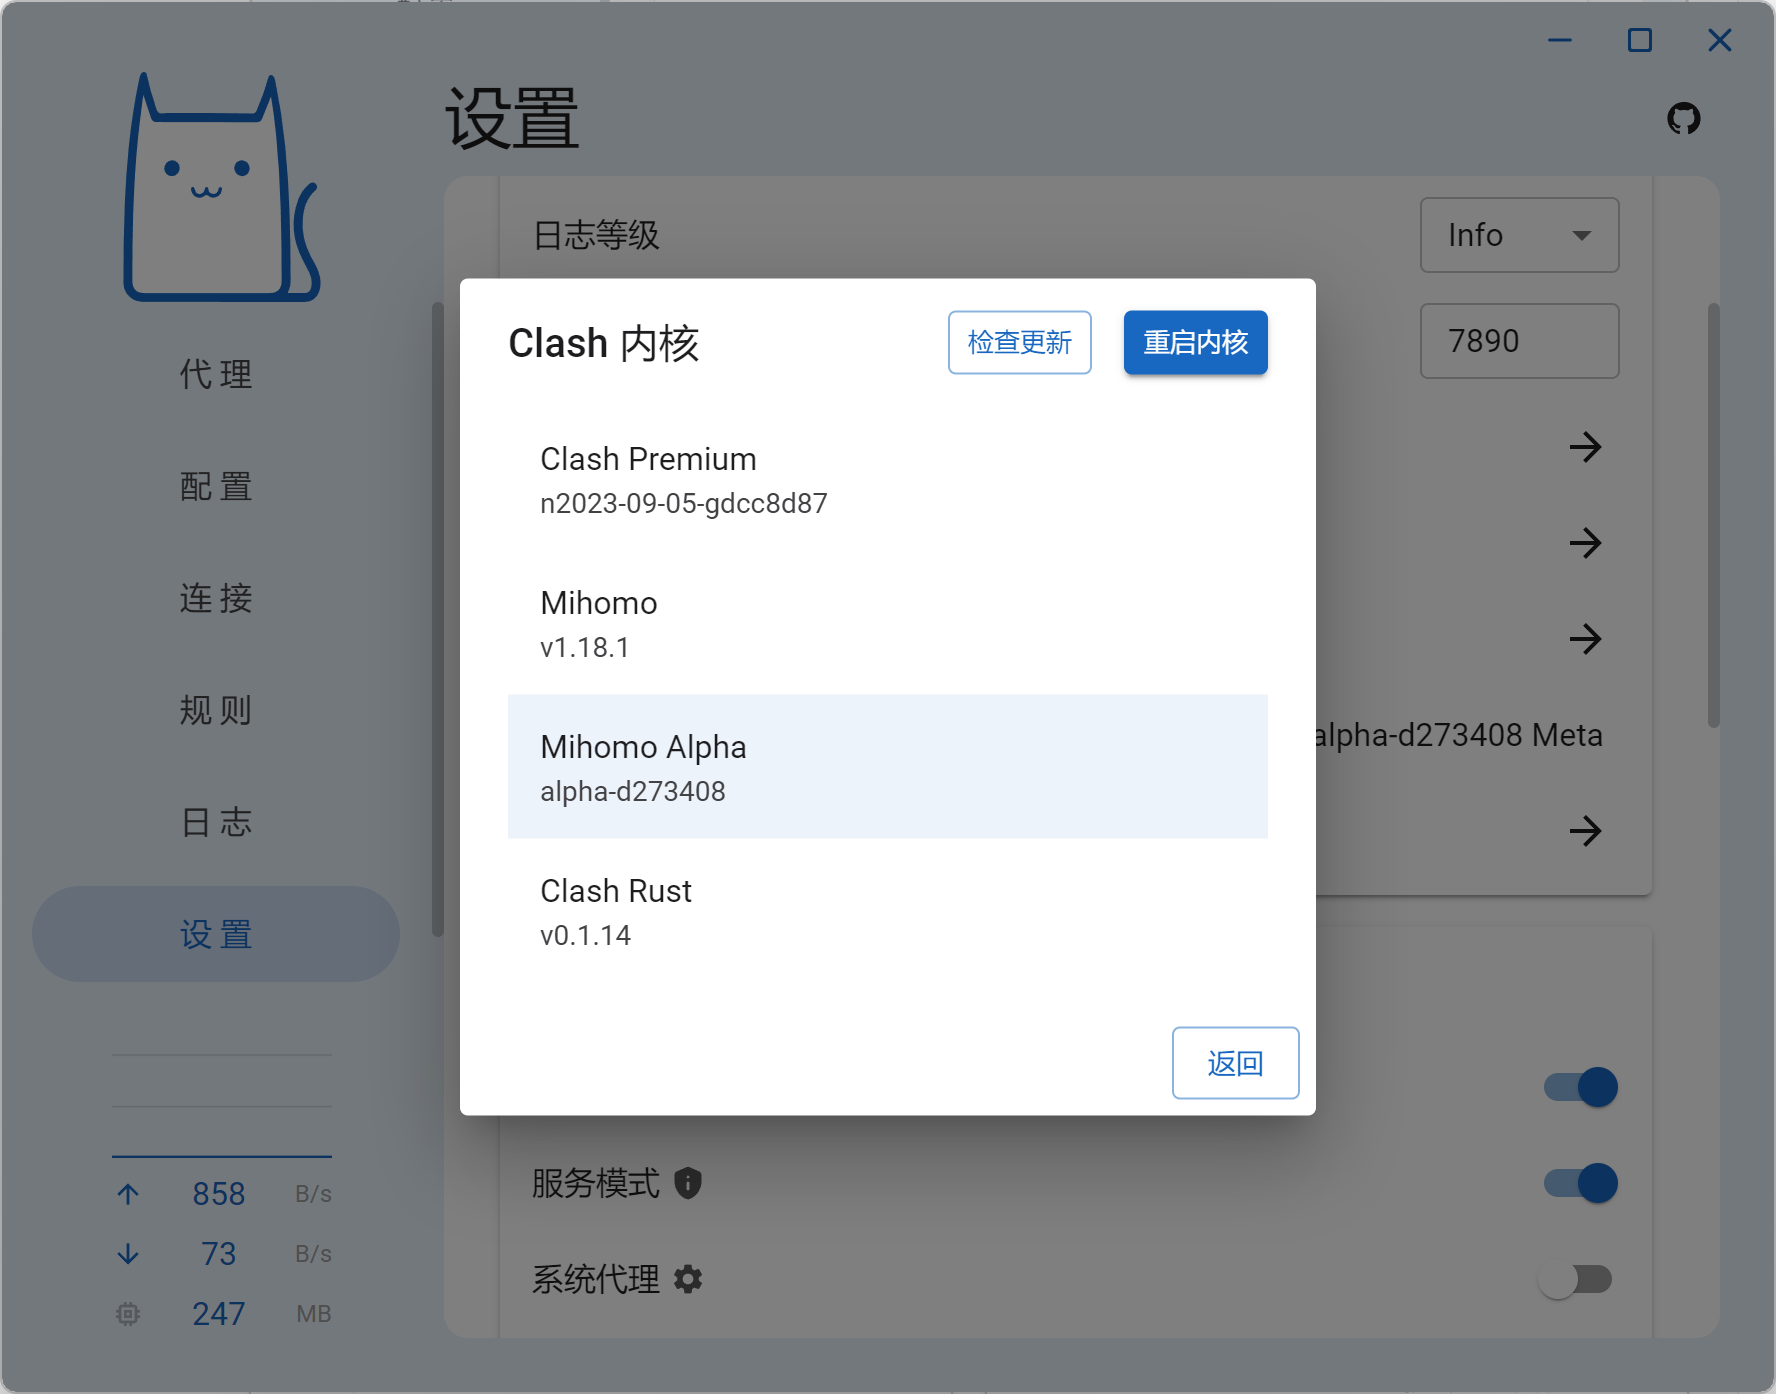 设置
代理
配置
连接
规则
日志
设置
858 B/s
73 B/s
247 MB
日志等级
Info
7890
Clash 内核
检查更新
重启内核
Clash Premium
n2023-09-05-gdcc8d87
Mihomo
v1.18.1
Mihomo Alpha
alpha-d273408
Clash Rust
v0.1.14
返回
alpha-d273408 Meta
服务模式
系统代理